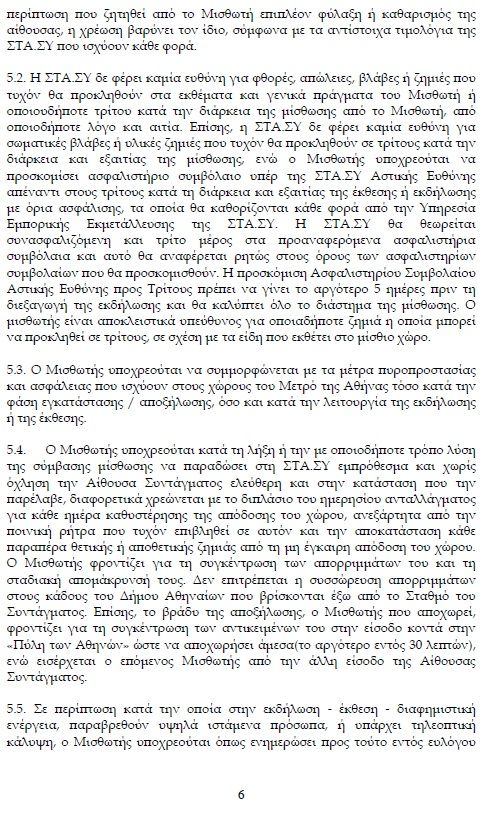 περίπτωση που ζητηθεί από το Μισθωτή επιπλέον φύλαξη ή καθαρισμός της
αίθουσας, η χρέωση βαρύνει τον ίδιο, σύμφωνα με τα αντίστοιχα τιμολόγια της
ΣΤΑ.ΣΥ που ισχύουν κάθε φορά.
5.2. Η ΣΤΑ.ΣΥ δε φέρει καμία ευθύνη για φθορές, απώλειες, βλάβες ή ζημιές που
τυχόν θα προκληθούν στα εκθέματα και γενικά πράγματα του Μισθωτή ή
οποιουδήποτε τρίτου κατά την διάρκεια της μίσθωσης από το Μισθωτή, από
οποιοδήποτε λόγο και αιτία. Επίσης, η ΣΤΑ.ΣΥ δε φέρει καμία ευθύνη για
σωματικές βλάβες ή υλικές ζημιές που τυχόν θα προκληθούν σε τρίτους κατά την
διάρκεια και εξαιτίας της μίσθωσης, ενώ ο Μισθωτής υποχρεούται να
προσκομίσει ασφαλιστήριο συμβόλαιο υπέρ της ΣΤΑ.ΣΥ Αστικής Ευθύνης
απέναντι στους τρίτους κατά τη διάρκεια και εξαιτίας της έκθεσης ή εκδήλωσης
με όρια ασφάλισης, τα οποία θα καθορίζονται κάθε φορά από την Υπηρεσία
Εμπορικής Εκμετάλλευσης της ΣΤΑ.ΣΥ. Η ΣΤΑ.ΣΥ θα θεωρείται
συνασφαλιζόμενη και τρίτο μέρος στα προαναφερόμενα ασφαλιστήρια
συμβόλαια και αυτό θα αναφέρεται ρητώς στους όρους των ασφαλιστηρίων
συμβολαίων που θα προσκομισθούν. Η προσκόμιση Ασφαλιστηρίου Συμβολαίου
Αστικής Ευθύνης προς Τρίτους πρέπει να γίνει το αργότερο 5 ημέρες πριν τη
διεξαγωγή της εκδήλωσης και θα καλύπτει όλο το διάστημα της μίσθωσης. Ο
μισθωτής είναι αποκλειστικά υπεύθυνος για οποιαδήποτε ζημιά η οποία μπορεί
να προκληθεί σε τρίτους, σε σχέση με τα είδη που εκθέτει στο μίσθιο χώρο.
5.3. Ο Μισθωτής υποχρεούται να συμμορφώνεται με τα μέτρα πυροπροστασίας
και ασφάλειας που ισχύουν στους χώρους του Μετρό της Αθήνας τόσο κατά την
φάση εγκατάστασης / αποξήλωσης, όσο και κατά την λειτουργία της εκδήλωσης
ή της έκθεσης.
5.4. Ο Μισθωτής υποχρεούται κατά τη λήξη ή την με οποιοδήποτε τρόπο λύση
της σύμβασης μίσθωσης να παραδώσει στη ΣΤΑ.ΣΥ εμπρόθεσμα και χωρίς
όχληση την Αίθουσα Συντάγματος ελεύθερη και στην κατάσταση που την
παρέλαβε, διαφορετικά χρεώνεται με το διπλάσιο του ημερησίου ανταλλάγματος
για κάθε ημέρα καθυστέρησης της απόδοσης του χώρου, ανεξάρτητα από την
ποινική ρήτρα που τυχόν επιβληθεί σε αυτόν και την αποκατάσταση κάθε
παραπέρα θετικής ή αποθετικής ζημιάς από τη μη έγκαιρη απόδοση του χώρου.
Ο Μισθωτής φροντίζει για τη συγκέντρωση των απορριμμάτων του και τη
σταδιακή απομάκρυνσή τους. Δεν επιτρέπεται η συσσώρευση απορριμμάτων
στους κάδους του Δήμου Αθηναίων που βρίσκονται έξω από το Σταθμό του
Συντάγματος. Επίσης, το βράδυ της αποξήλωσης, ο Μισθωτής που αποχωρεί,
φροντίζει για τη συγκέντρωση των αντικειμένων του στην είσοδο κοντά στην
«Πύλη των Αθηνών» ώστε να αποχωρήσει άμεσα(το αργότερο εντός 30 λεπτών),
ενώ εισέρχεται ο επόμενος Μισθωτής από την άλλη είσοδο της Αίθουσας
Συντάγματος.
5.5. Σε περίπτωση κατά την οποία στην εκδήλωση - έκθεση - διαφημιστική
ενέργεια, παραβρεθούν υψηλά ιστάμενα πρόσωπα, ή υπάρχει τηλεοπτική
κάλυψη, ο Μισθωτής υποχρεούται όπως ενημερώσει προς τούτο εντός ευλόγου
6